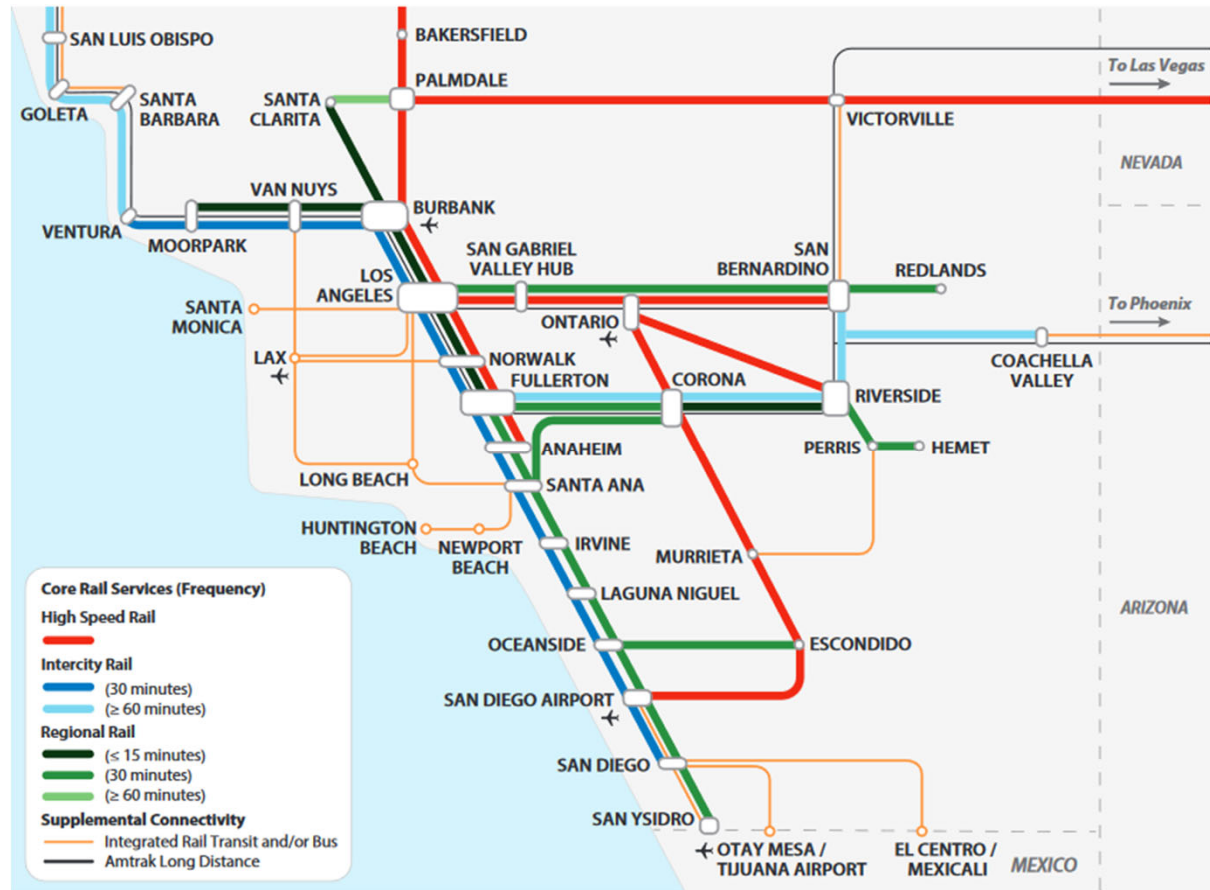 SAN LUIS OBISPO
BAKERSFIELD
PALMDALE
To Las Vegas
GOLETA
SANTA
BARBARA
SANTA
CLARITA
VICTORVILLE
NEVADA
VAN NUYS
BURBANK
VENTURA
MOORPARK
SAN GABRIEL
VALLEY HUB
SAN
BERNARDINO
REDLANDS
LOS
ANGELES
SANTA
MONICA
ONTARIO
To Phoenix
LAX
NORWALK
COACHELLA
VALLEY
FULLERTON
CORONA
RIVERSIDE
ANAHEIM
PERRIS
HEMET
LONG BEACH
SANTA ANA
HUNTINGTON
BEACH
NEWPORT
BEACH
IRVINE
MURRIETA
LAGUNA NIGUEL
ARIZONA
OCEANSIDE
ESCONDIDO
SAN DIEGO AIRPORT
SAN DIEGO
SAN YSIDRO
OTAY MESA /
TIJUANA AIRPORT
EL CENTRO /
MEXICALI
MEXICO
Core Rail Services (Frequency)
High Speed Rail
Intercity Rail
(30 minutes)
(≥ 60 minutes)
Regional Rail
(≤ 15 minutes)
(30 minutes)
(≥ 60 minutes)
Supplemental Connectivity
Integrated Rail Transit and/or Bus
Amtrak Long Distance